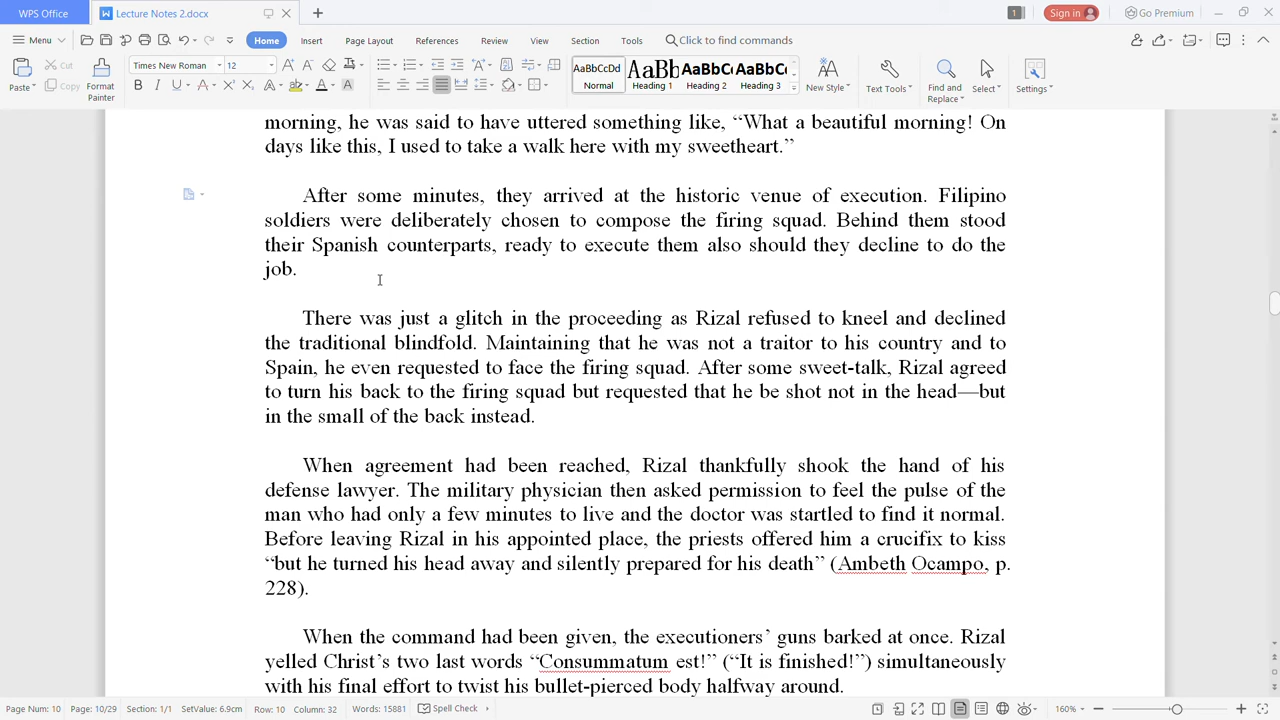 WPS Office
Lecture Notes 2.docx
1
Sign in
Go Premium
Menu
Home
Insert
Page Layout
References
Review
View
Section
Tools
Click to find commands
Paste
Cut
Copy
Format Painter
Times New Roman
12
AaBbCcDd
Normal
AaBb
Heading 1
AaBbC
Heading 2
AaBbC
Heading 3
New Style
Text Tools
Find and Replace
Select
Settings
morning, he was said to have uttered something like, “What a beautiful morning! On
days like this, I used to take a walk here with my sweetheart.”
After some minutes, they arrived at the historic venue of execution. Filipino
soldiers were deliberately chosen to compose the firing squad. Behind them stood
their Spanish counterparts, ready to execute them also should they decline to do the
job.
There was just a glitch in the proceeding as Rizal refused to kneel and declined
the traditional blindfold. Maintaining that he was not a traitor to his country and to
Spain, he even requested to face the firing squad. After some sweet-talk, Rizal agreed
to turn his back to the firing squad but requested that he be shot not in the head—but
in the small of the back instead.
When agreement had been reached, Rizal thankfully shook the hand of his
defense lawyer. The military physician then asked permission to feel the pulse of the
man who had only a few minutes to live and the doctor was startled to find it normal.
Before leaving Rizal in his appointed place, the priests offered him a crucifix to kiss
“but he turned his head away and silently prepared for his death” (Ambeth Ocampo, p.
228).
When the command had been given, the executioners’ guns barked at once. Rizal
yelled Christ’s two last words “Consummatum est!” (“It is finished!”) simultaneously
with his final effort to twist his bullet-pierced body halfway around.
Page Num: 10
Page: 10/29
Section: 1/1
SetValue: 6.9cm
Row: 10
Column: 32
Words: 15881
Spell Check
160%